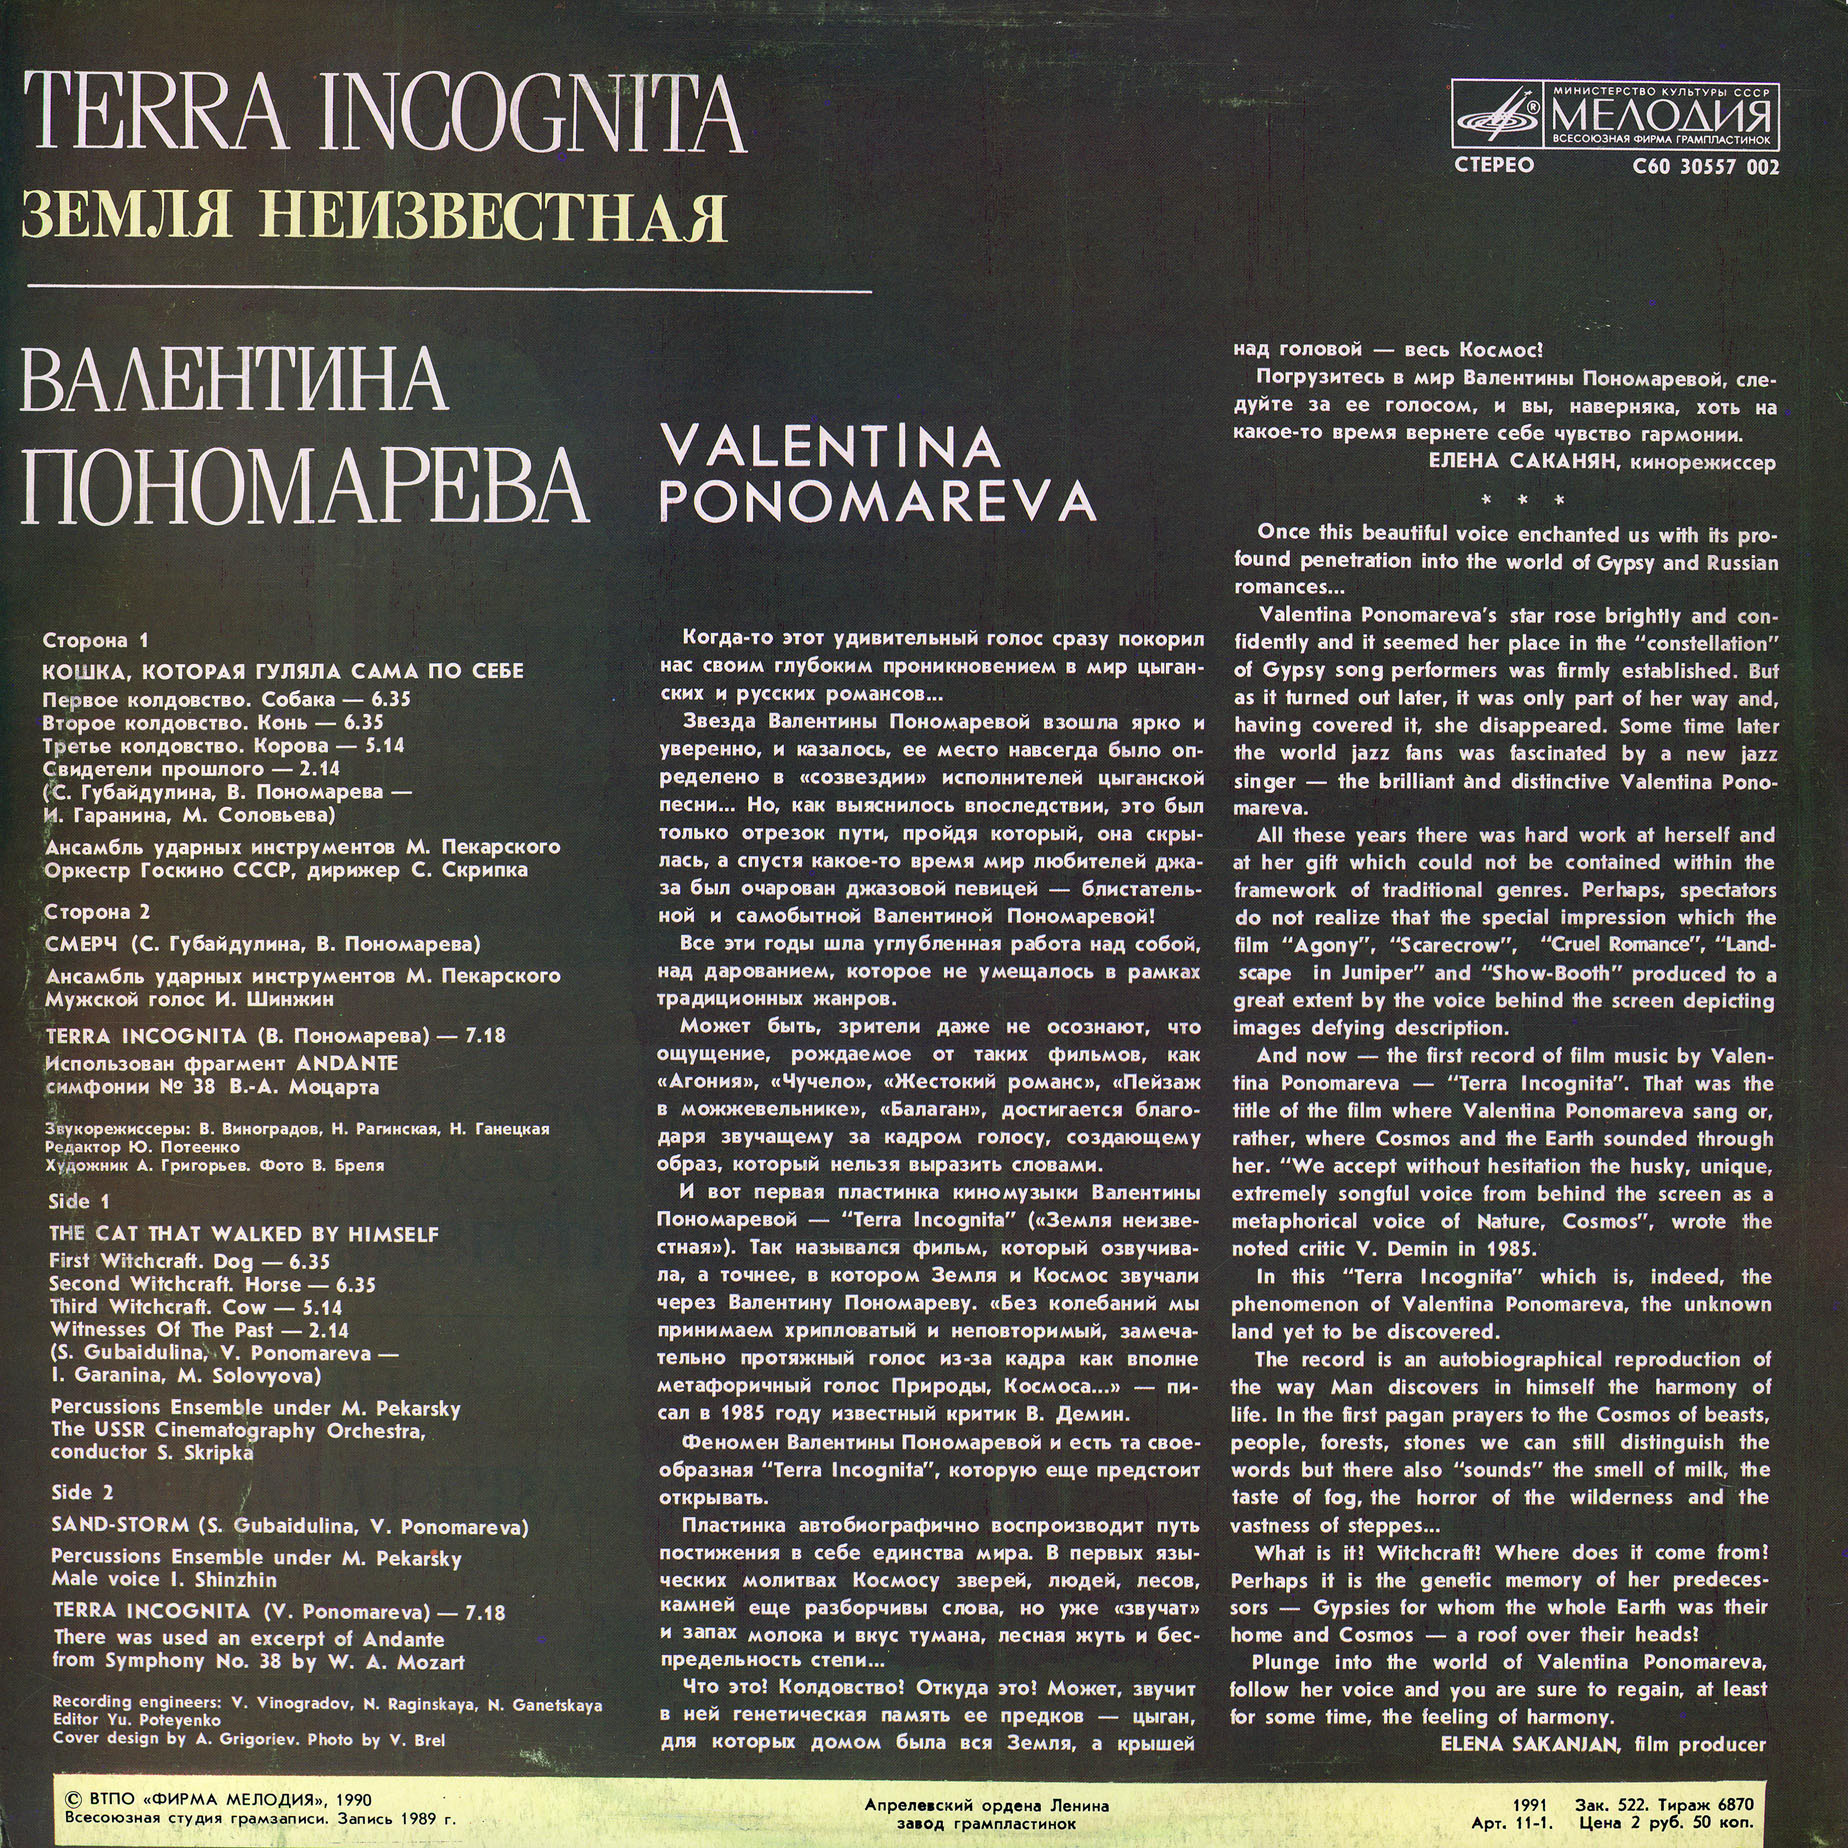 TERRA INCOGNITA
ЗЕМЛЯ НЕИЗВЕСТНАЯ
МИНИСТЕРСТВО КУЛЬТУРЫ СССР
МЕЛОДИЯ
ВСЕСОЮЗНАЯ ФИРМА ГРАМПЛАСТИНОК
®
СТЕРЕО С60 30557 002
ВАЛЕНТИНА
ПОНОМАРЕВА
VALENTINA
PONOMAREVA
Сторона 1
КОШКА, КОТОРАЯ ГУЛЯЛА САМА ПО СЕБЕ
Первое колдовство. Собака — 6.35
Второе колдовство. Конь — 6.35
Третье колдовство. Корова — 5.14
Свидетели прошлого — 2.14
(С. Губайдулина, В. Пономарева —
И. Гаранина, М. Соловьева)
Ансамбль ударных инструментов М. Пекарского
Оркестр Госкино СССР, дирижер С. Скрипка
Сторона 2
СМЕРЧ (С. Губайдулина, В. Пономарева)
Ансамбль ударных инструментов М. Пекарского
Мужской голос И. Шинжин
TERRA INCOGNITA (В. Пономарева) — 7.18
Использован фрагмент ANDANTE
симфонии № 38 В.-А. Моцарта
Звукорежиссеры: В. Виноградов, Н. Рагинская, Н. Ганецкая
Редактор Ю. Потеенко
Художник А. Григорьев. Фото В. Бреля
Side 1
THE CAT THAT WALKED BY HIMSELF
First Witchcraft. Dog — 6.35
Second Witchcraft. Horse — 6.35
Third Witchcraft. Cow — 5.14
Witnesses Of The Past — 2.14
(S. Gubaidulina, V. Ponomareva —
I. Garanina, M. Solovyova)
Percussions Ensemble under M. Pekarsky
The USSR Cinematography Orchestra,
conductor S. Skripka
Side 2
SAND-STORM (S. Gubaidulina, V. Ponomareva)
Percussions Ensemble under M. Pekarsky
Male voice I. Shinzhin
TERRA INCOGNITA (V. Ponomareva) — 7.18
There was used an excerpt of Andante
from Symphony No. 38 by W. A. Mozart
Recording engineers: V. Vinogradov, N. Raginskaya, N. Ganetskaya
Editor Yu. Poteyenko
Cover design by A. Grigoriev. Photo by V. Brel
Когда-то этот удивительный голос сразу покорил
нас своим глубоким проникновением в мир цыган-
ских и русских романсов...
Звезда Валентины Пономаревой взошла ярко и
уверенно, и казалось, ее место навсегда было оп-
ределено в «созвездии» исполнителей цыганской
песни... Но, как выяснилось впоследствии, это был
только отрезок пути, пройдя который, она скры-
лась, а спустя какое-то время мир любителей джа-
за был очарован джазовой певицей — блистатель-
ной и самобытной Валентиной Пономаревой!
Все эти годы шла углубленная работа над собой,
над дарованием, которое не умещалось в рамках
традиционных жанров.
Может быть, зрители даже не осознают, что
ощущение, рождаемое от таких фильмов, как
«Агония», «Чучело», «Жестокий романс», «Пейзаж
в можжевельнике», «Балаган», достигается благо-
даря звучащему за кадром голосу, создающему
образ, который нельзя выразить словами.
И вот первая пластинка киномузыки Валентины
Пономаревой — “Terra Incognita” («Земля неизве-
стная»). Так назывался фильм, который озвучива-
ла, а точнее, в котором Земля и Космос звучали
через Валентину Пономареву. «Без колебаний мы
принимаем хрипловатый и неповторимый, замеча-
тельно протяжный голос из-за кадра как вполне
метафоричный голос Природы, Космоса...» — пи-
сал в 1985 году известный критик В. Демин.
Феномен Валентины Пономаревой и есть та свое-
образная “Terra Incognita”, которую еще предстоит
открывать.
Пластинка автобиографично воспроизводит путь
постижения в себе единства мира. В первых язы-
ческих молитвах Космосу зверей, людей, лесов,
камней еще разборчивы слова, но уже «звучат»
и запах молока и вкус тумана, лесная жуть и бес-
предельность степи...
Что это? Колдовство? Откуда это? Может, звучит
в ней генетическая память ее предков — цыган,
для которых домом была вся Земля, а крышей
над головой — весь Космос?
Погрузитесь в мир Валентины Пономаревой, сле-
дуйте за ее голосом, и вы, наверняка, хоть на
какое-то время вернете себе чувство гармонии.
ЕЛЕНА САКАНЯН, кинорежиссер
* * *
Once this beautiful voice enchanted us with its pro-
found penetration into the world of Gypsy and Russian
romances...
Valentina Ponomareva’s star rose brightly and con-
fidently and it seemed her place in the “constellation”
of Gypsy song performers was firmly established. But
as it turned out later, it was only part of her way and,
having covered it, she disappeared. Some time later
the world jazz fans was fascinated by a new jazz
singer — the brilliant and distinctive Valentina Pono-
mareva.
All these years there was hard work at herself and
at her gift which could not be contained within the
framework of traditional genres. Perhaps, spectators
do not realize that the special impression which the
film “Agony”, “Scarecrow”, “Cruel Romance”, “Land-
scape in Juniper” and “Show-Booth” produced to a
great extent by the voice behind the screen depicting
images defying description.
And now — the first record of film music by Valen-
tina Ponomareva — “Terra Incognita”. That was the
title of the film where Valentina Ponomareva sang or,
rather, where Cosmos and the Earth sounded through
her. “We accept without hesitation the husky, unique,
extremely songful voice from behind the screen as a
metaphorical voice of Nature, Cosmos”, wrote the
noted critic V. Demin in 1985.
In this “Terra Incognita” which is, indeed, the
phenomenon of Valentina Ponomareva, the unknown
land yet to be discovered.
The record is an autobiographical reproduction of
the way Man discovers in himself the harmony of
life. In the first pagan prayers to the Cosmos of beasts,
people, forests, stones we can still distinguish the
words but there also “sounds” the smell of milk, the
taste of fog, the horror of the wilderness and the
vastness of steppes...
What is it? Witchcraft? Where does it come from?
Perhaps it is the genetic memory of her predeces-
sors — Gypsies for whom the whole Earth was their
home and Cosmos — a roof over their heads?
Plunge into the world of Valentina Ponomareva,
follow her voice and you are sure to regain, at least
for some time, the feeling of harmony.
ELENA SAKANJAN, film producer
© ВТПО «ФИРМА МЕЛОДИЯ», 1990
Всесоюзная студия грамзаписи. Запись 1989 г.
Апрелевский ордена Ленина
завод грампластинок
1991 Зак. 522. Тираж 6870
Арт. 11-1. Цена 2 руб. 50 коп.